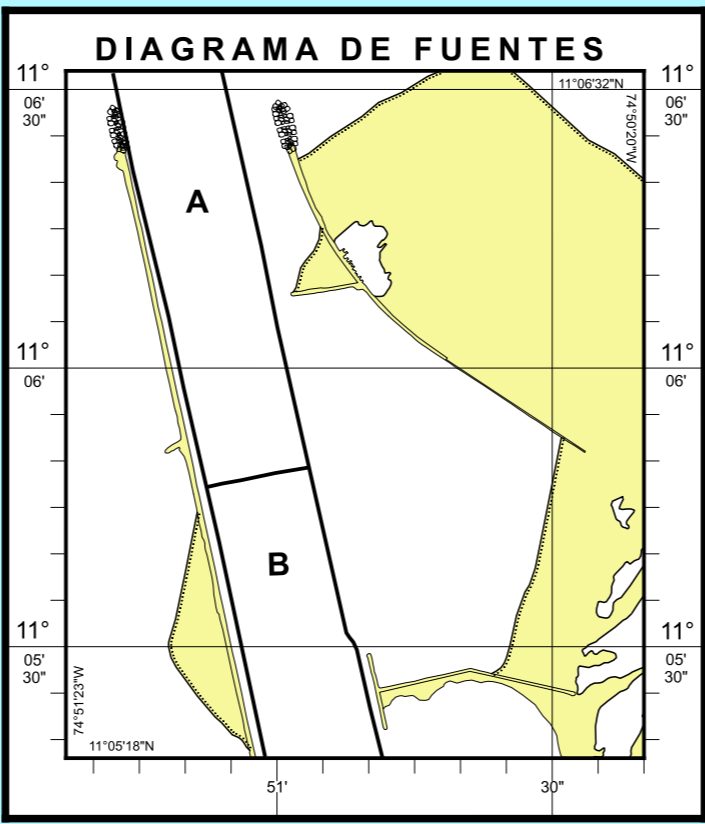 DIAGRAMA DE FUENTES
11° 11°
06' 11°06'32"N 06'
30" 30"
74°50'20"W
A
11° 11°
06' 06'
B
11° 11°
05' 05'
30" 30"
74°51'23"W
11°05'18"N
51' 30"